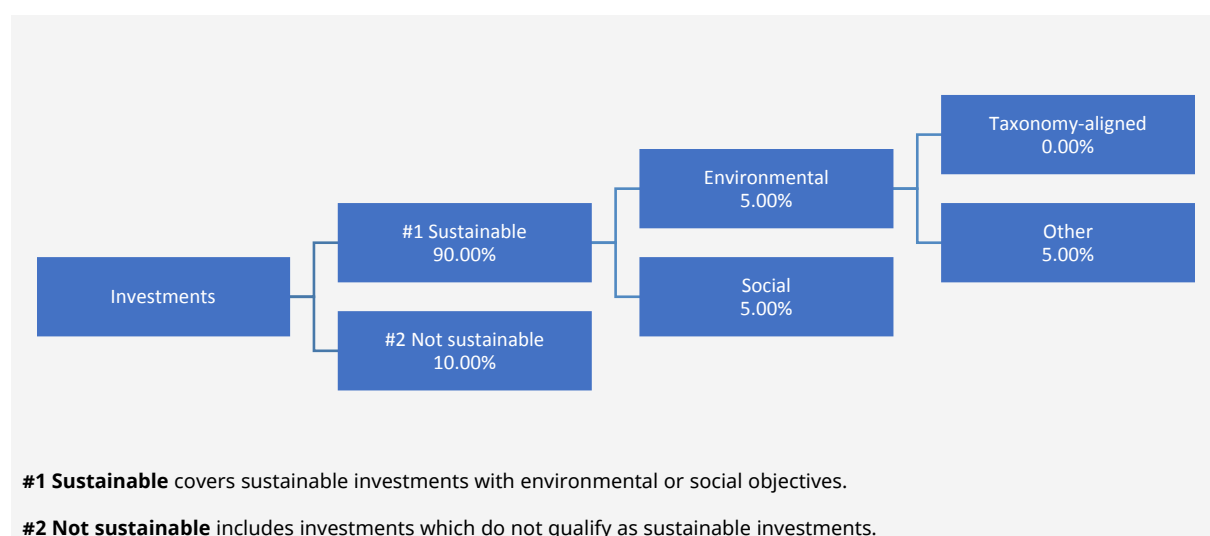 Investments
#1 Sustainable
90.00%
#2 Not sustainable
10.00%
Environmental
5.00%
Social
5.00%
Taxonomy-aligned
0.00%
Other
5.00%
#1 Sustainable covers sustainable investments with environmental or social objectives.
#2 Not sustainable includes investments which do not qualify as sustainable investments.